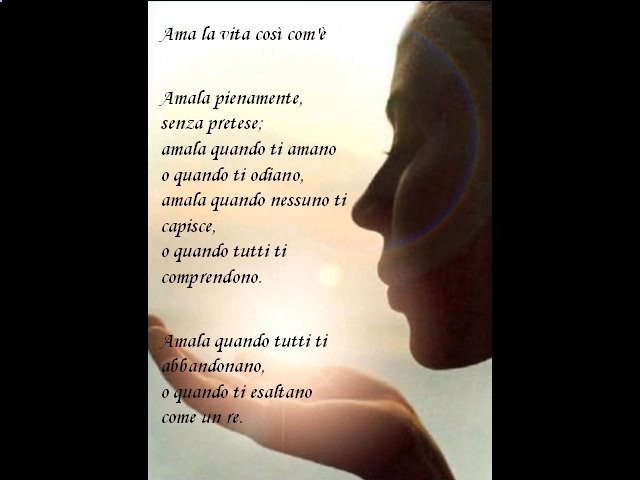 Ama la vita così com'è
Amala pienamente,
senza pretese;
amala quando ti amano
o quando ti odiano,
amala quando nessuno ti
capisce,
o quando tutti ti
comprendono.
Amala quando tutti ti
abbandonano,
o quando ti esaltano
come un re.